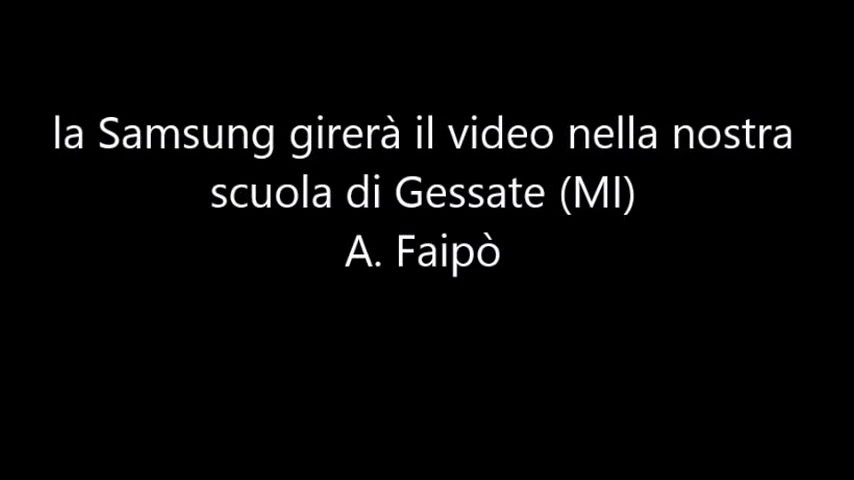 la Samsung girerà il video nella nostra
scuola di Gessate (MI)
A. Faipò